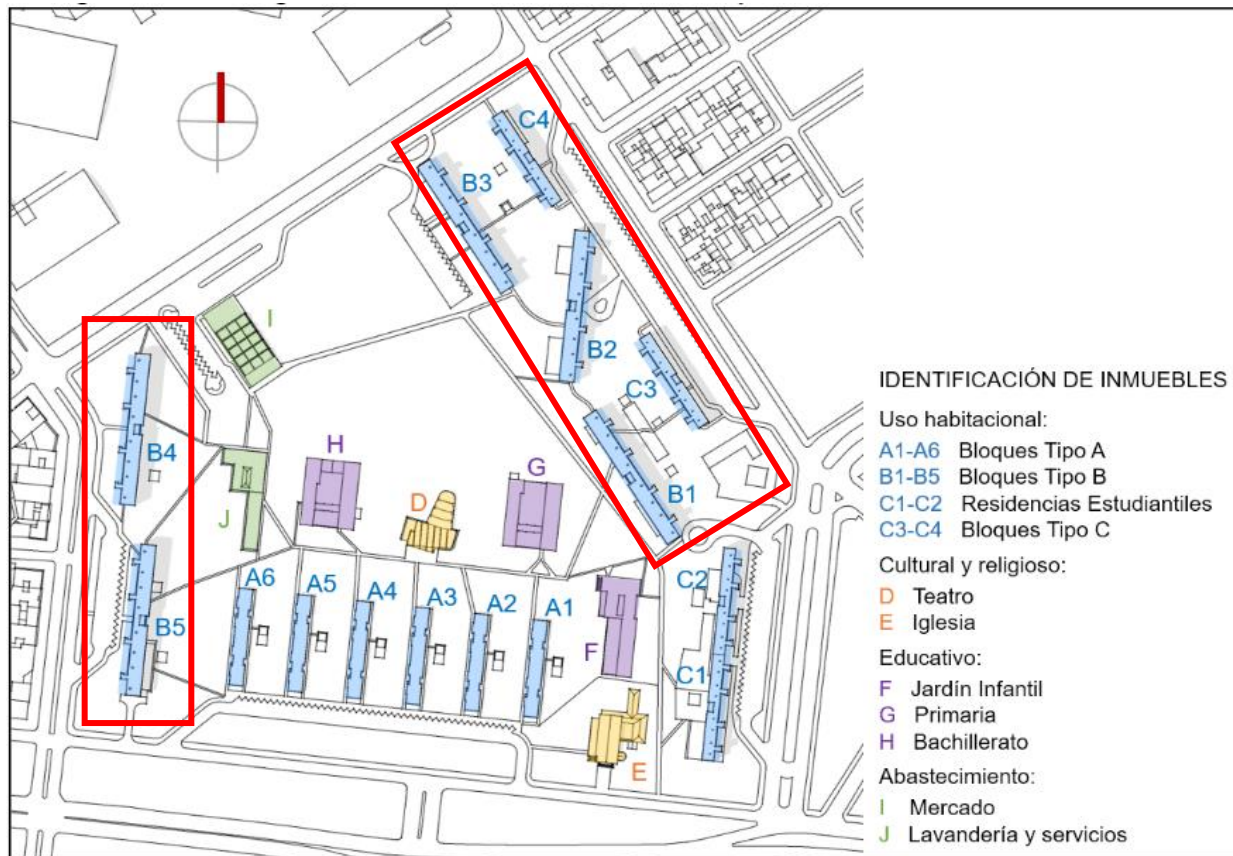 C4
B3
B2
I
C3
B4
H
G
B1
D
J
C2
A6
A5
A4
A3
A2
A1
B5
F
C1
E
IDENTIFICACIÓN DE INMUEBLES
Uso habitacional:
A1-A6 Bloques Tipo A
B1-B5 Bloques Tipo B
C1-C2 Residencias Estudiantiles
C3-C4 Bloques Tipo C
Cultural y religioso:
D Teatro
E Iglesia
Educativo:
F Jardín Infantil
G Primaria
H Bachillerato
Abastecimiento:
I Mercado
J Lavandería y servicios